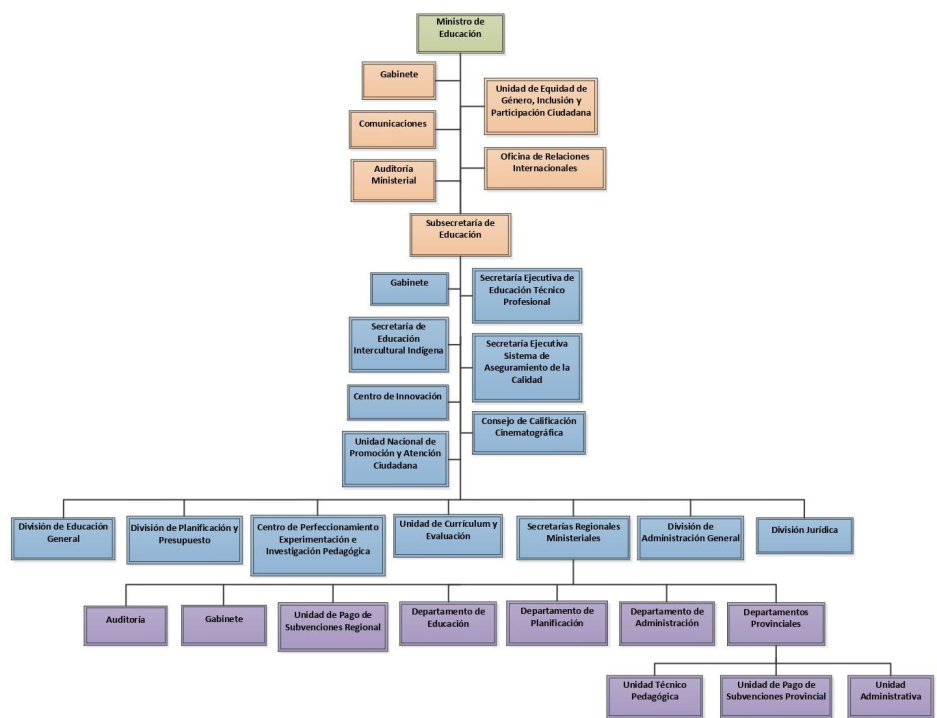 Ministro de
Educación
Gabinete
Unidad de Equidad de
Género, Inclusión y
Participación Ciudadana
Comunicaciones
Oficina de Relaciones
Internacionales
Auditoría
Ministerial
Subsecretaría de
Educación
Gabinete
Secretaría Ejecutiva de
Educación Técnico
Profesional
Secretaría de
Educación
Intercultural Indígena
Secretaría Ejecutiva
Sistema de
Aseguramiento de la
Calidad
Centro de Innovación
Consejo de Calificación
Cinematográfica
Unidad Nacional de
Promoción y Atención
Ciudadana
División de Educación
General
División de Planificación y
Presupuesto
Centro de Perfeccionamiento
Experimentación e
Investigación Pedagógica
Unidad de Currículum y
Evaluación
Secretarías Regionales
Ministeriales
División de
Administración General
División Jurídica
Auditoría
Gabinete
Unidad de Pago de
Subvenciones Regional
Departamento de
Educación
Departamento de
Planificación
Departamento de
Administración
Departamentos
Provinciales
Unidad Técnico
Pedagógica
Unidad de Pago de
Subvenciones Provincial
Unidad
Administrativa